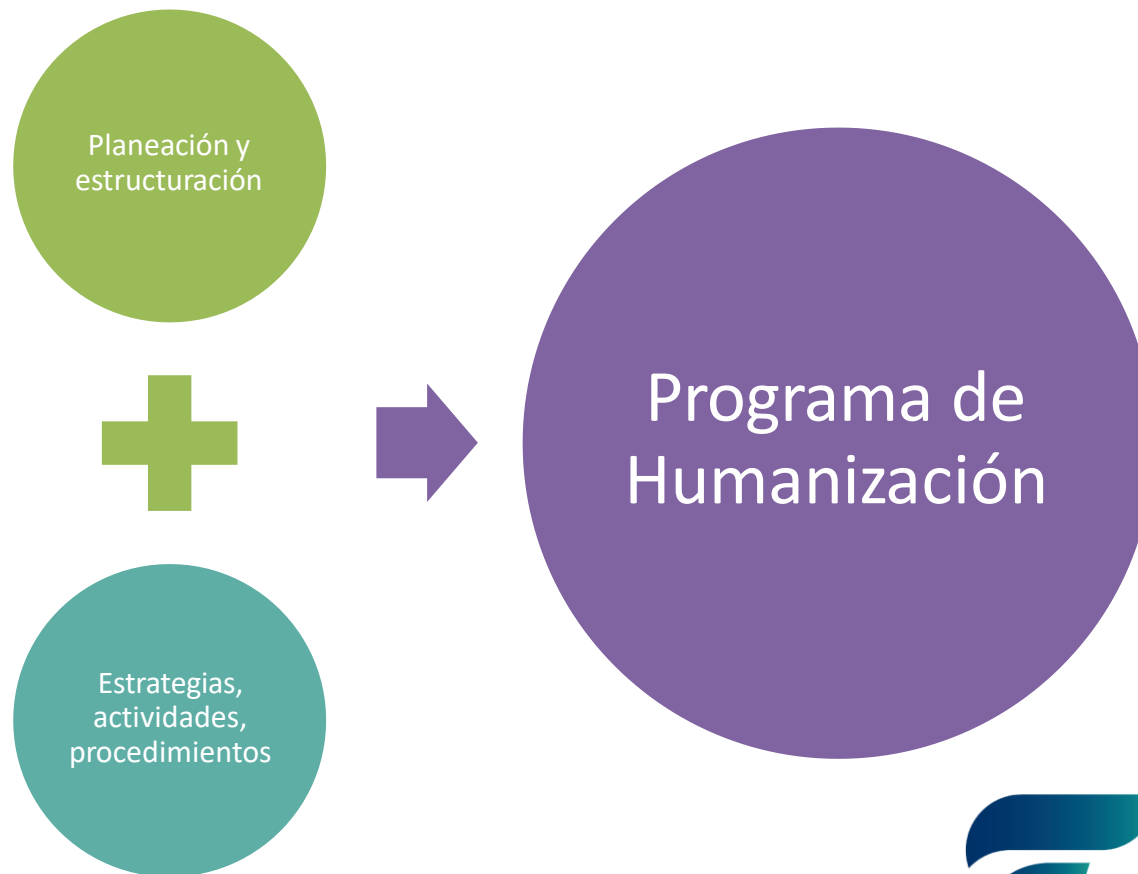 Planeación y
estructuración
Estrategias,
actividades,
procedimientos
Programa de
Humanización